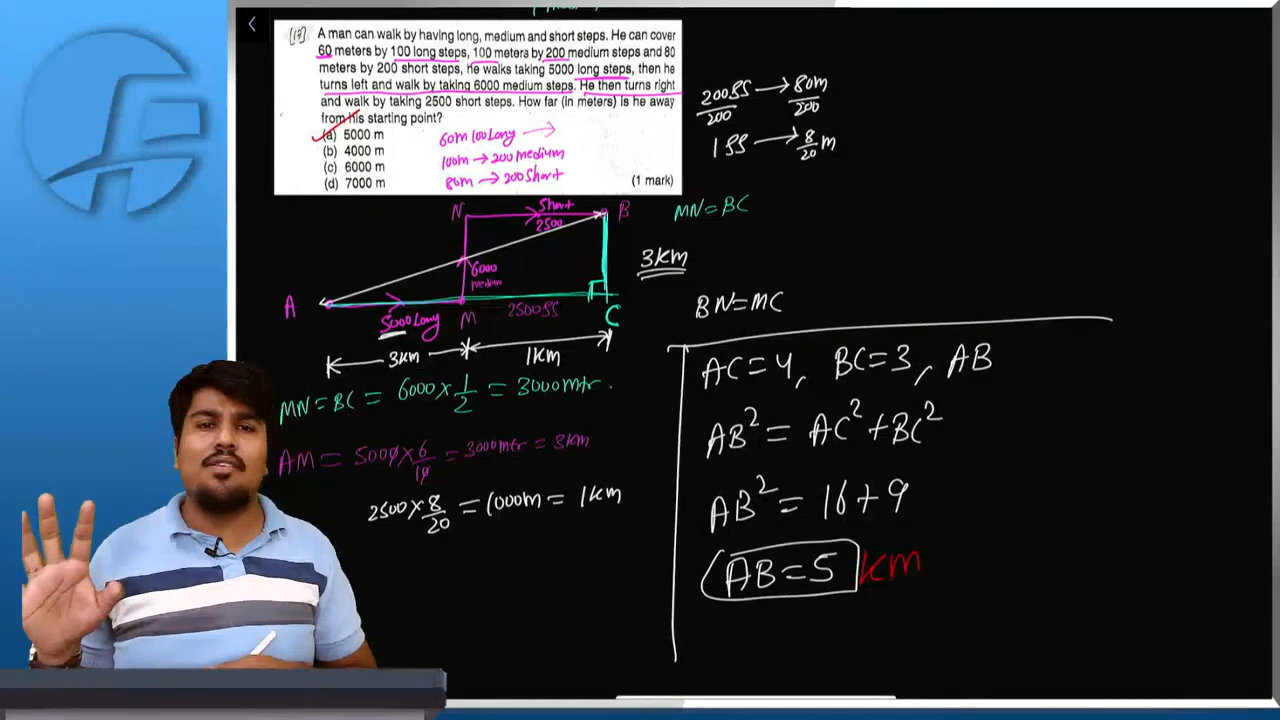 [17] A man can walk by having long, medium and short steps. He can cover
60 meters by 100 long steps, 100 meters by 200 medium steps and 80
meters by 200 short steps, he walks taking 5000 long steps, then he
turns left and walk by taking 6000 medium steps. He then turns right
and walk by taking 2500 short steps. How far (in meters) is he away
from his starting point?
(a) 5000 m
(b) 4000 m
(c) 6000 m
(d) 7000 m
(1 mark)
60m 100 Long →
100m → 200 medium
80m → 200 Short
200SS → 80m
200 200
1SS → 8/20 m
MN = BC
3km
BN = MC
N Short B
2500
6000
medium
A
5000 Long M 2500SS C
3km 1km
MN = BC = 6000 × 1/2 = 3000mtr.
AM = 5000 × 6/10 = 3000mtr = 3km
2500 × 8/20 = 1000m = 1km
AC = 4, BC = 3, AB
AB² = AC² + BC²
AB² = 16 + 9
AB = 5 km